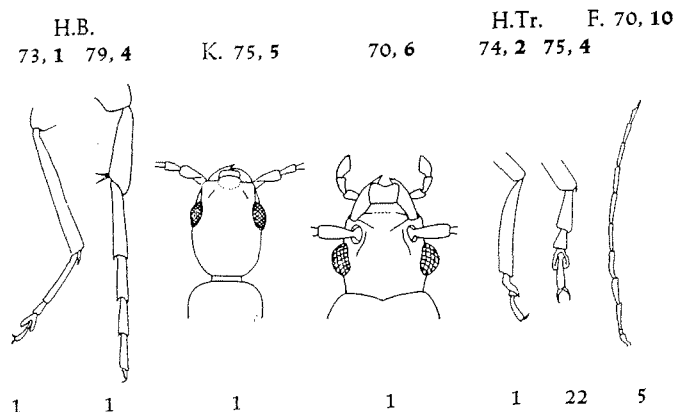 H.B. H.Tr. F. 70, 10
73, 1 79, 4 K. 75, 5 70, 6 74, 2 75, 4
1 1 1 1 1 22 5